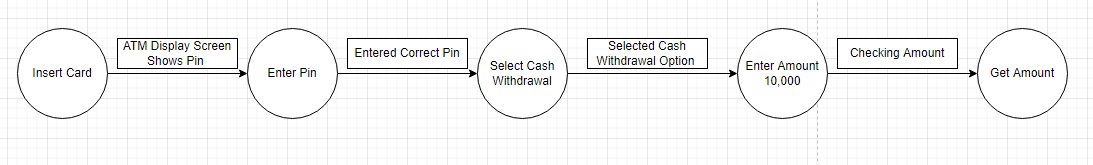 Insert Card
ATM Display Screen
Shows Pin
Enter Pin
Entered Correct Pin
Select Cash
Withdrawal
Selected Cash
Withdrawal Option
Enter Amount
10,000
Checking Amount
Get Amount